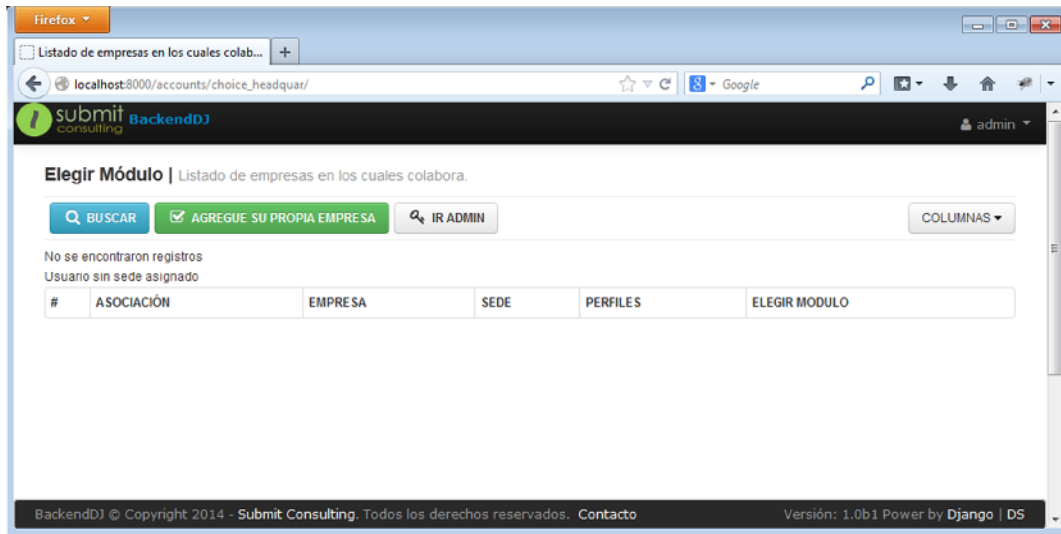 Firefox
Listado de empresas en los cuales colab...
localhost:8000/accounts/choice_headquar/
Google
submit consulting BackendDJ
admin
Elegir Módulo | Listado de empresas en los cuales colabora.
BUSCAR
AGREGUE SU PROPIA EMPRESA
IR ADMIN
COLUMNAS
No se encontraron registros
Usuario sin sede asignado
# ASOCIACIÓN EMPRESA SEDE PERFILES ELEGIR MODULO
BackendDJ © Copyright 2014 - Submit Consulting. Todos los derechos reservados. Contacto Versión: 1.0b1 Power by Django | DS